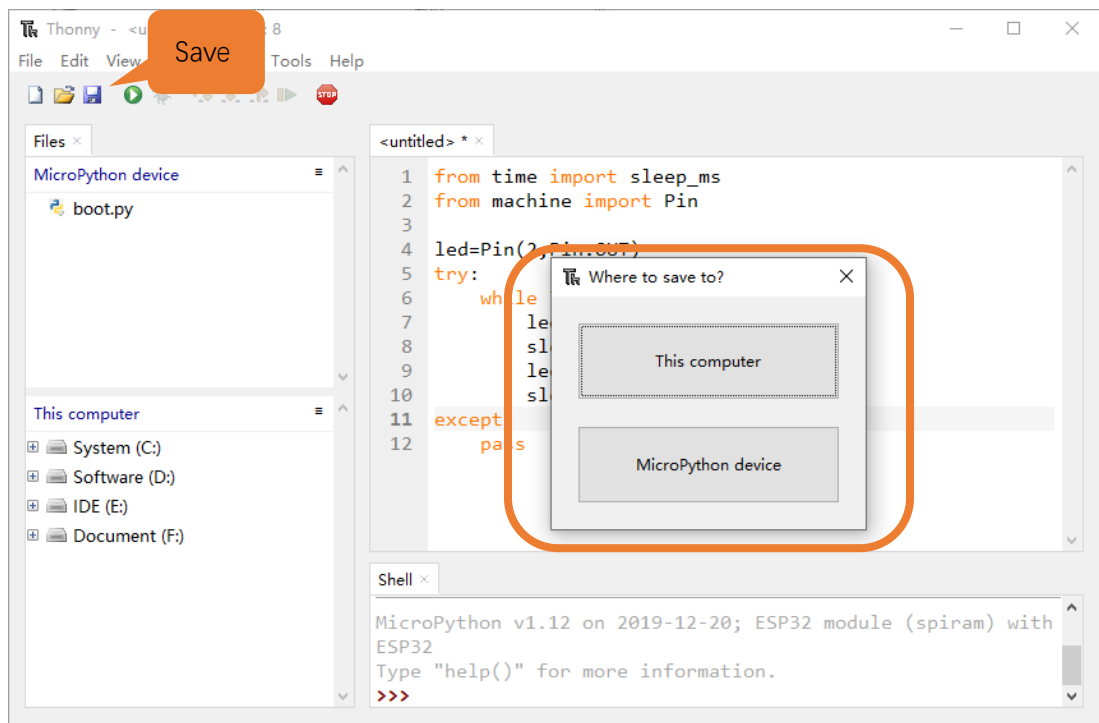 Thonny - <u
8
Save
File Edit View Tools Help
Files
<untitled> *
MicroPython device
boot.py
1 from time import sleep_ms
2 from machine import Pin
3
4 led=Pin(2,Pin.OUT)
5 try:
6 while
7 le
8 sl
9 le
10 sl
11 except
12 pass
Where to save to?
This computer
MicroPython device
This computer
System (C:)
Software (D:)
IDE (E:)
Document (F:)
Shell
MicroPython v1.12 on 2019-12-20; ESP32 module (spiram) with
ESP32
Type "help()" for more information.
>>>